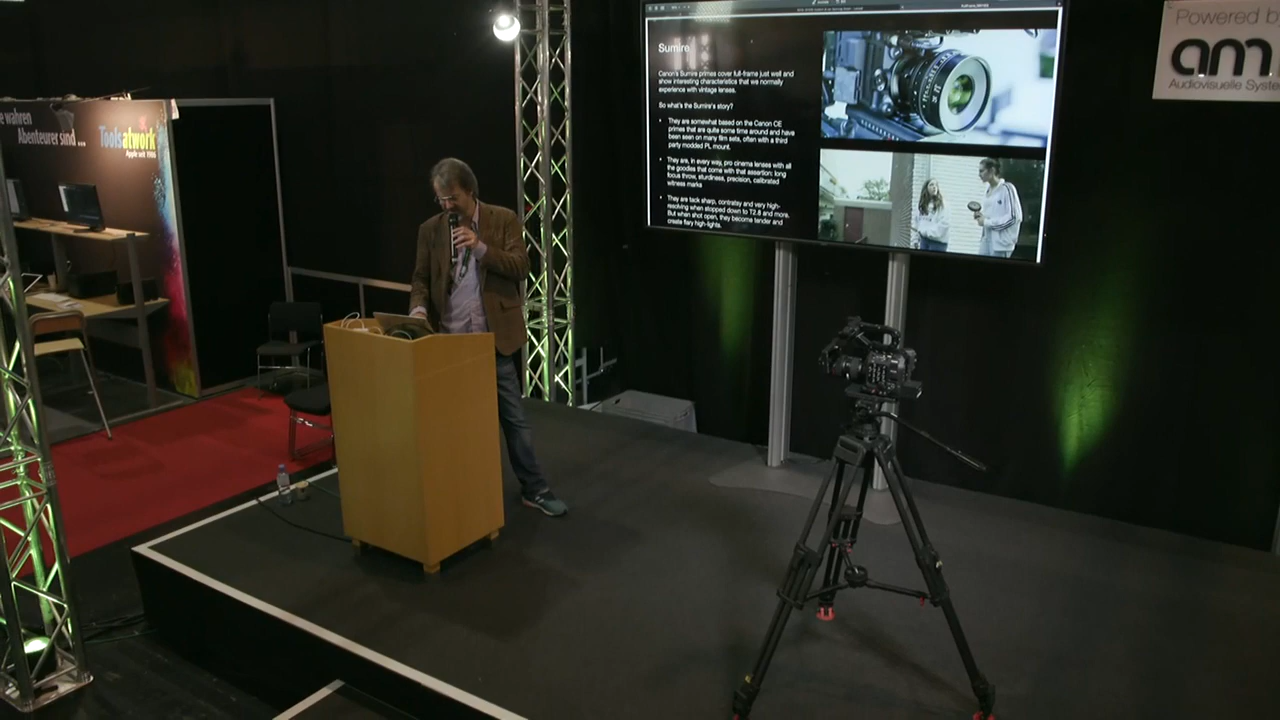 e wahren
Abenteurer sind...
Toolsatwork
Apple seit 1986
Sumire
Canon's Sumire primes cover full-frame just well and
show interesting characteristics that we normally
experience with vintage lenses.
So what's the Sumire's story?
• They are somewhat based on the Canon CE
primes that are quite some time around and have
been seen on many film sets, often with a third
party modded PL mount.
• They are, in every way, pro cinema lenses with all
the goodies that come with that assertion: long
focus throw, sturdiness, precision, calibrated
witness marks
• They are tack sharp, contrasty and very high-
resolving when stopped down to T2.8 and more.
But when shot open, they become tender and
create fiery high-lights.
Powered by
Audiovisuelle Syste